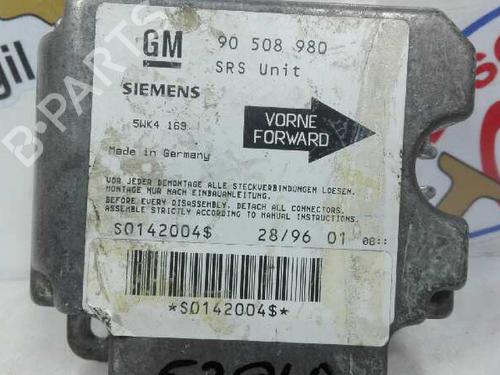 GM 90 508 980
SRS Unit
SIEMENS
5WK4 169
VORNE
FORWARD
Made in Germany
VOR JEDER DEMONTAGE ALLE STECKVERBINDUNGEN LOESEN.
MONTAGE NUR NACH EINBAUANLEITUNG.
BEFORE EVERY DISASSEMBLY, DETACH ALL CONNECTORS.
ASSEMBLE STRICTLY ACCORDING TO MANUAL INSTRUCTIONS.
S0142004$ 28/96 01
*S0142004$*
B-PARTS